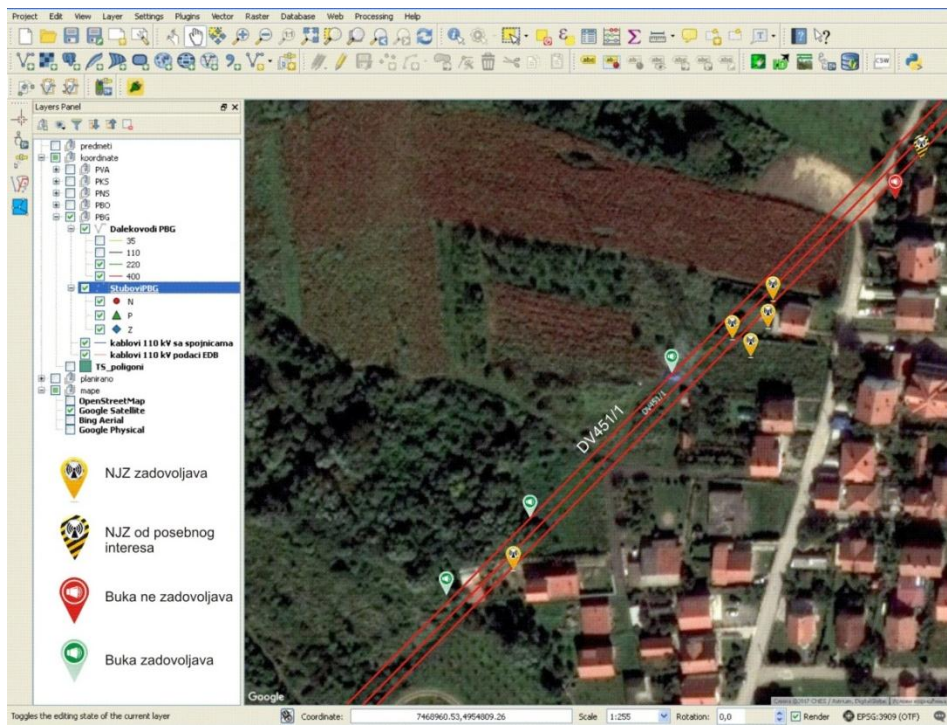 Project Edit View Layer Settings Plugins Vector Raster Database Web Processing Help
Layers Panel
predmeti
koordinate
PVA
PKS
PNS
PBO
PBG
Dalekovodi PBG
35
110
220
400
StuboviPBG
N
P
Z
kablovi 110 kV sa spojnicama
kablovi 110 kV podaci EDB
TS_poligoni
planirano
mape
OpenStreetMap
Google Satellite
Bing Aerial
Google Physical
NJZ zadovoljava
NJZ od posebnog
interesa
Buka ne zadovoljava
Buka zadovoljava
DV451/1
DV451/1
Google
Toggles the editing state of the current layer
Coordinate: 7468960.53,4954809.26
Scale 1:255
Rotation: 0,0
Render
EPSG:3909 (OTF)